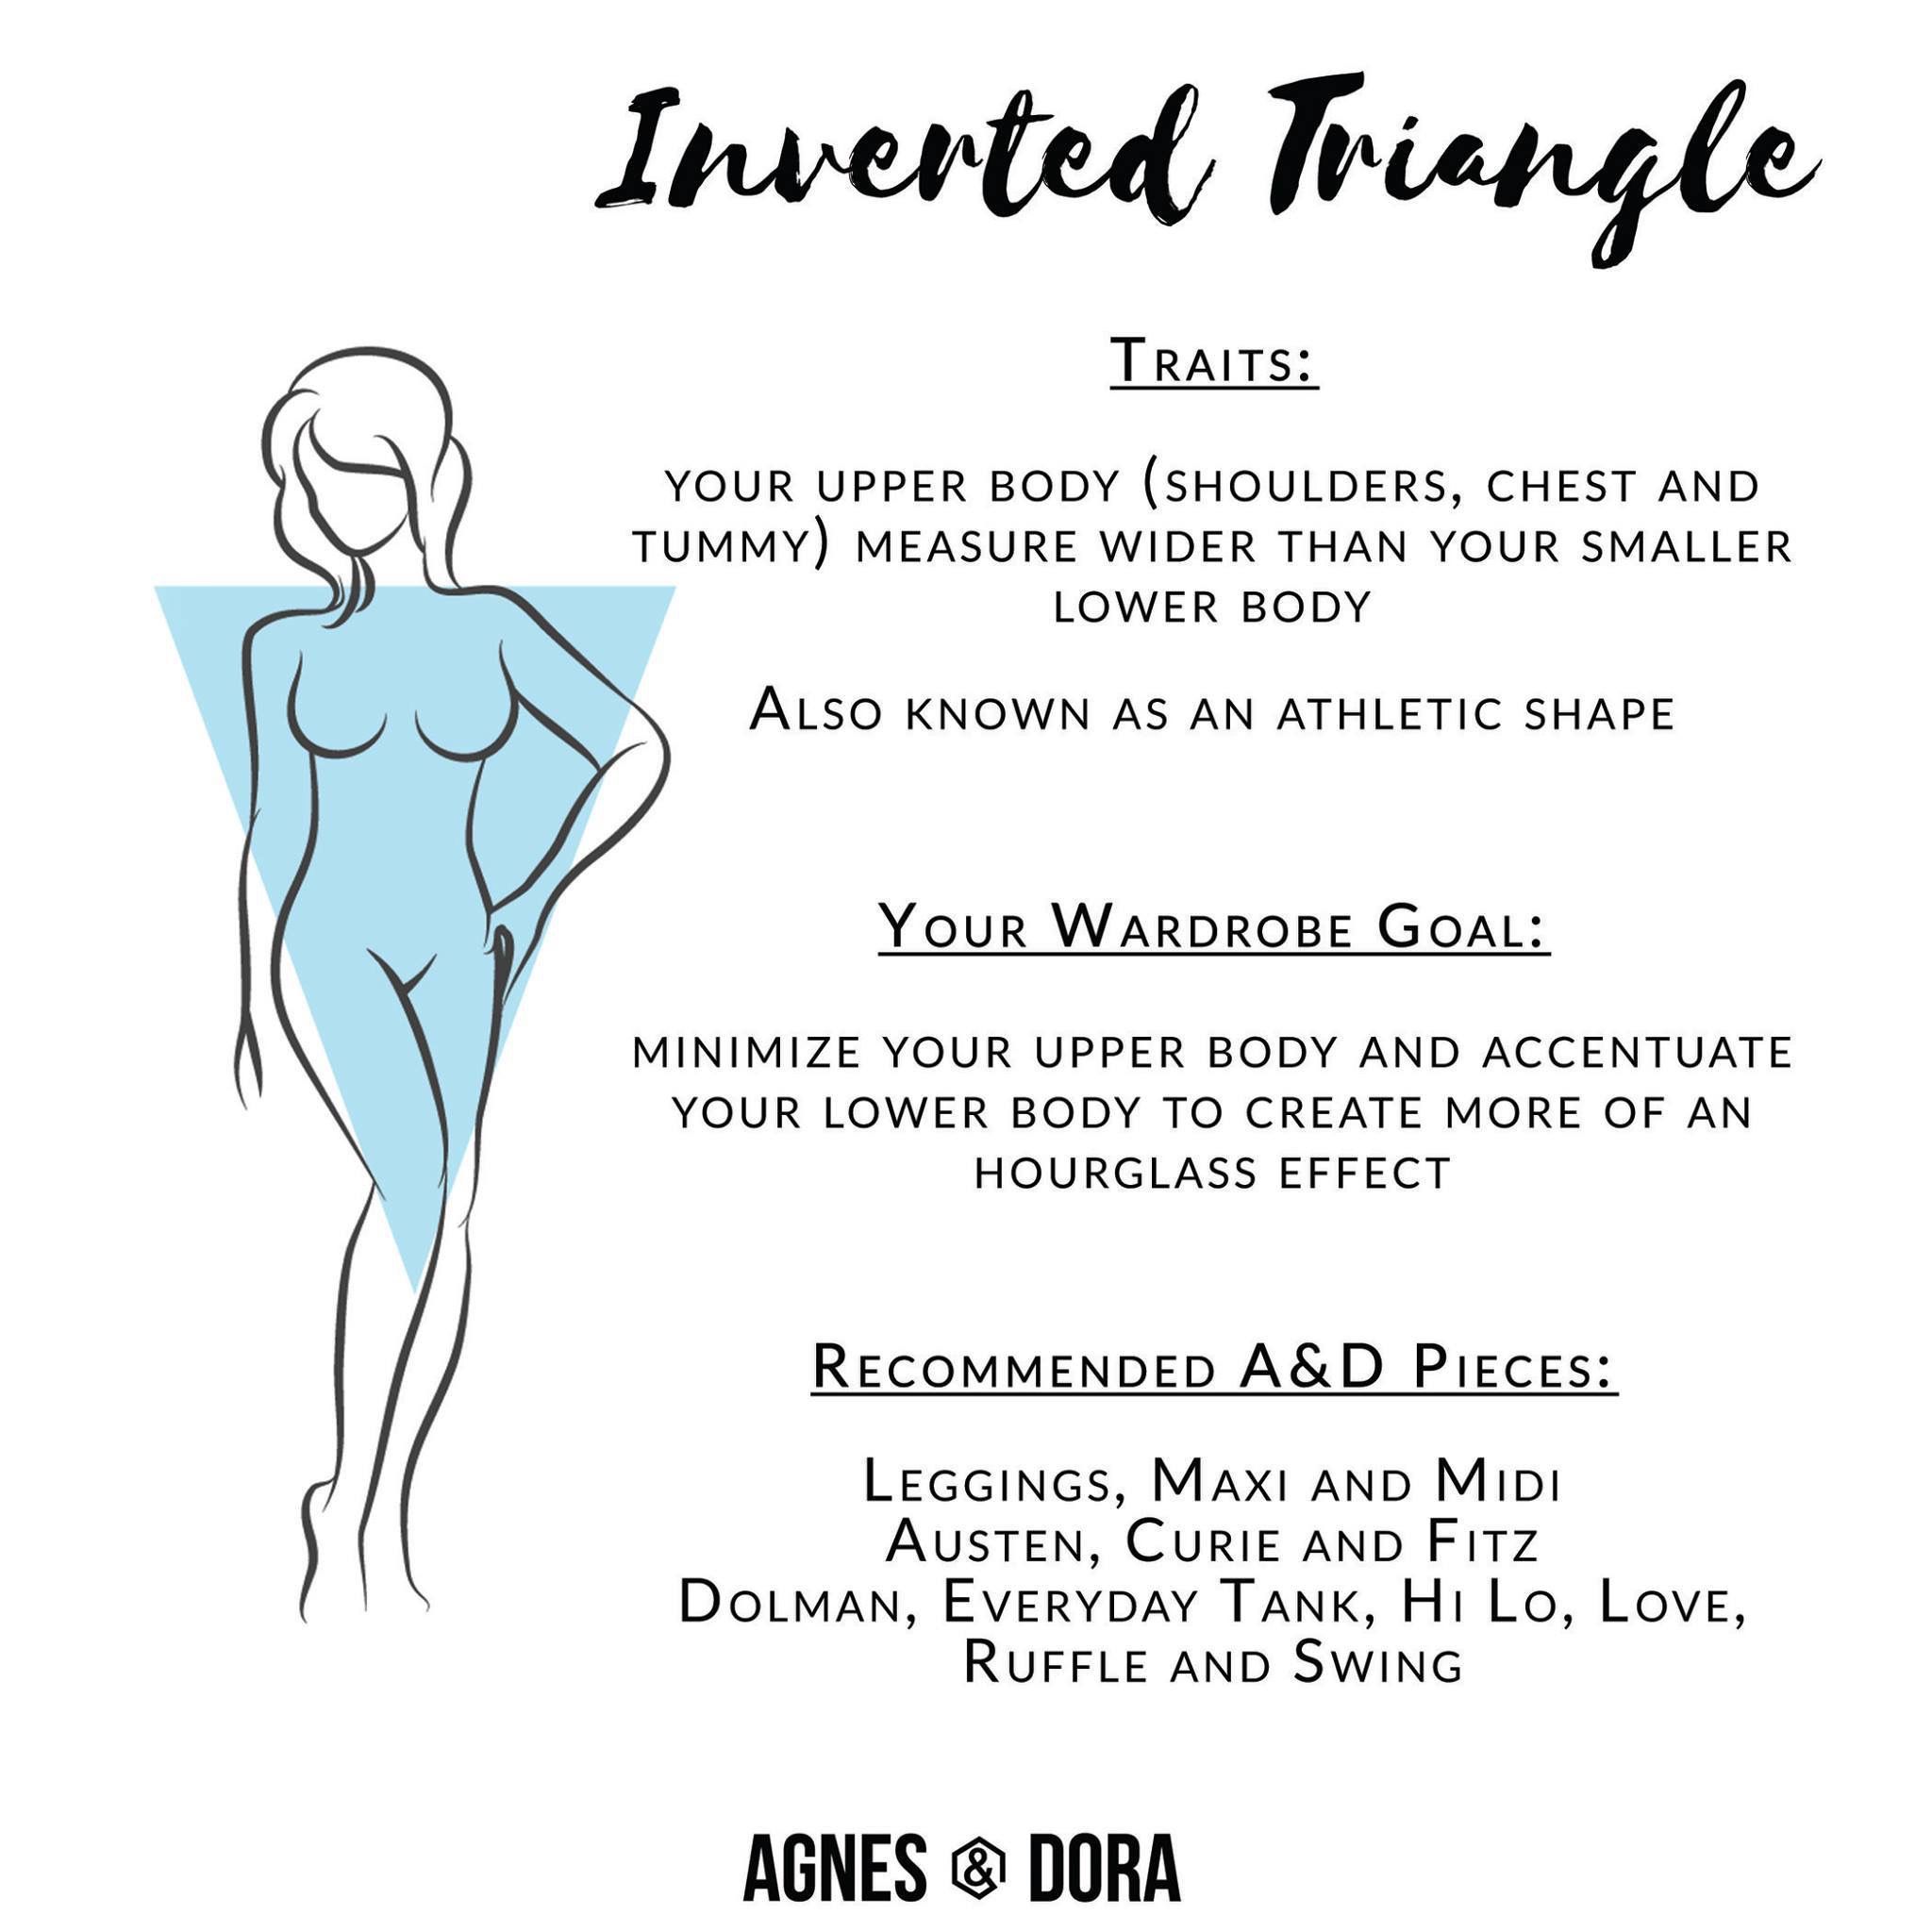 Inverted Triangle
Traits:
your upper body (shoulders, chest and
tummy) measure wider than your smaller
lower body
Also known as an athletic shape
Your Wardrobe Goal:
minimize your upper body and accentuate
your lower body to create more of an
hourglass effect
Recommended A&D Pieces:
Leggings, Maxi and Midi
Austen, Curie and Fitz
Dolman, Everyday Tank, Hi Lo, Love,
Ruffle and Swing
AGNES & DORA